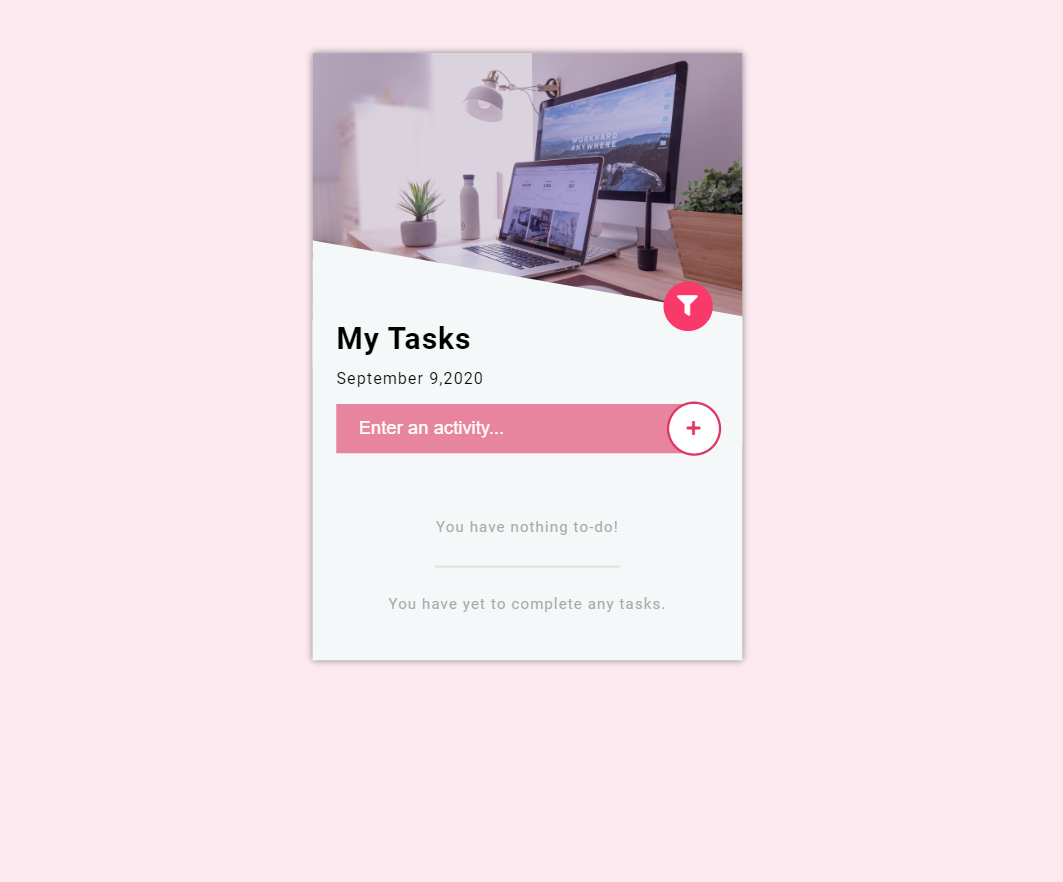 WORKHARD
ANYWHERE
My Tasks
September 9,2020
Enter an activity...
+
You have nothing to-do!
You have yet to complete any tasks.